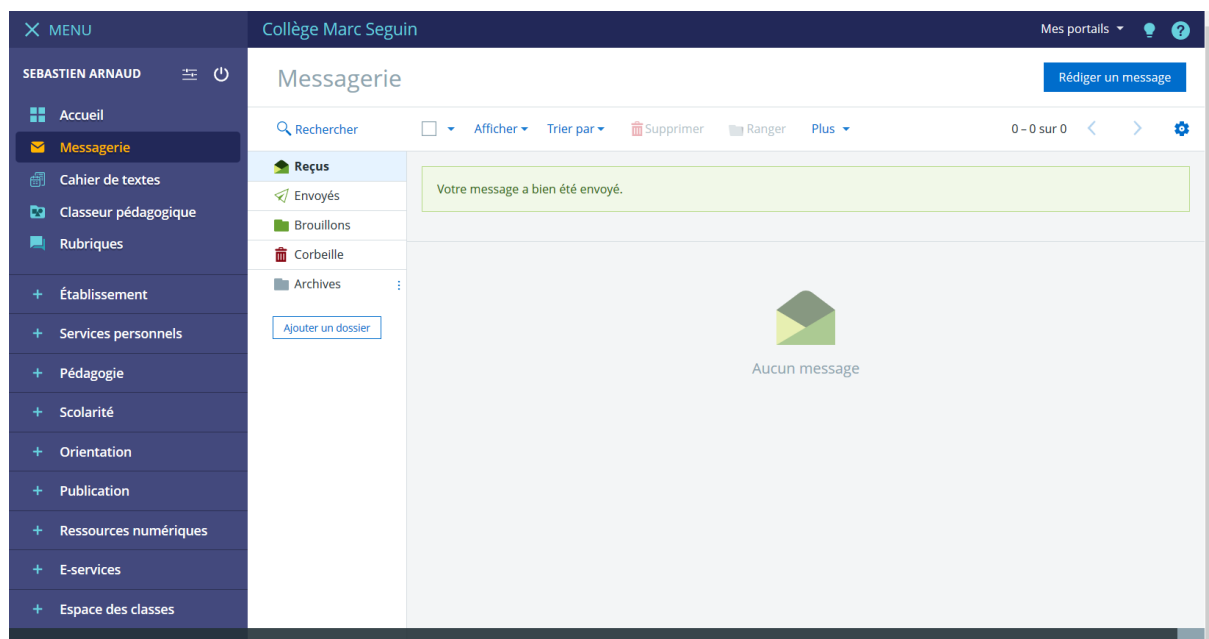 MENU
Collège Marc Seguin
Mes portails
?
SEBASTIEN ARNAUD
Messagerie
Rédiger un message
Accueil
Messagerie
Cahier de textes
Classeur pédagogique
Rubriques
Établissement
Services personnels
Pédagogie
Scolarité
Orientation
Publication
Ressources numériques
E-services
Espace des classes
Rechercher
Afficher
Trier par
Supprimer
Ranger
Plus
0 – 0 sur 0
Reçus
Envoyés
Brouillons
Corbeille
Archives
Ajouter un dossier
Votre message a bien été envoyé.
Aucun message